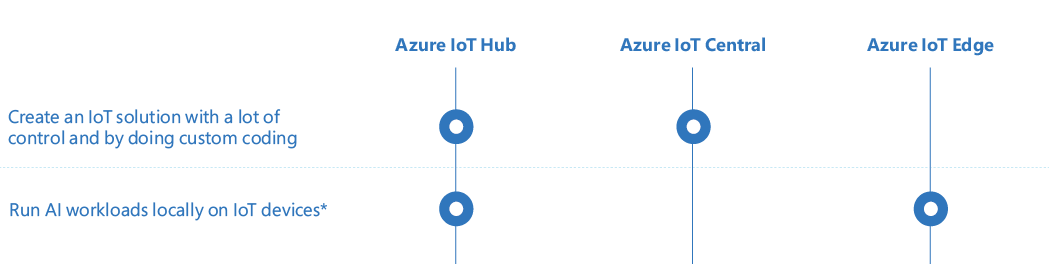 Azure IoT Hub Azure IoT Central Azure IoT Edge
Create an IoT solution with a lot of
control and by doing custom coding
Run AI workloads locally on IoT devices*